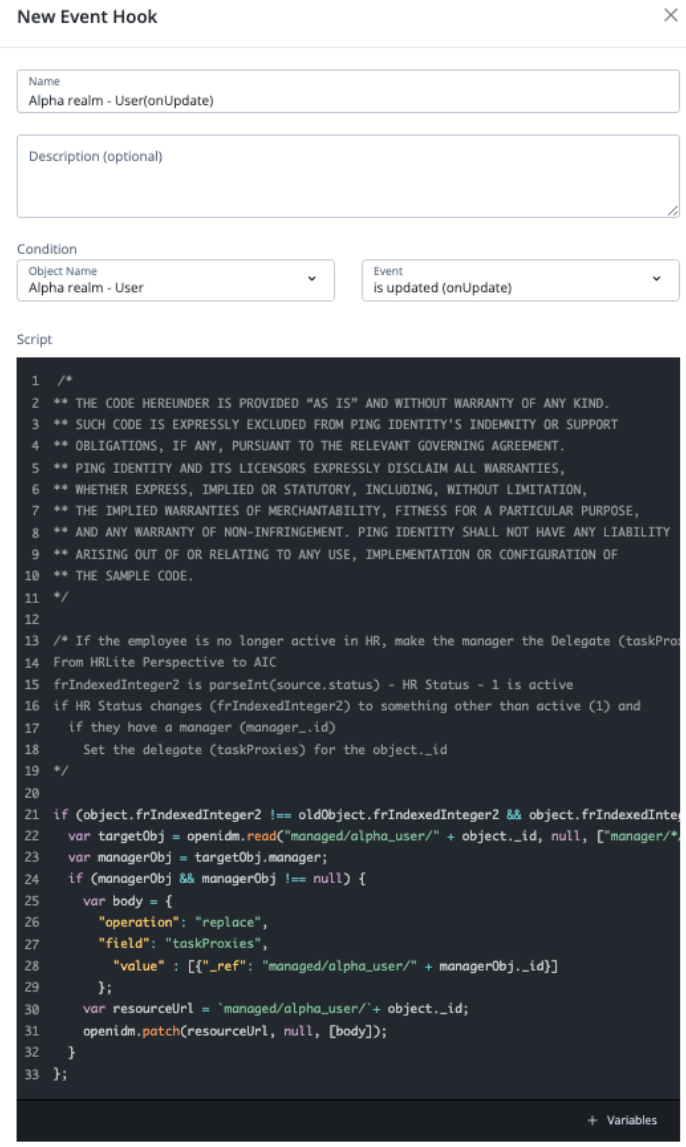 New Event Hook
Name
Alpha realm - User(onUpdate)
Description (optional)
Condition
Object Name
Alpha realm - User
Event
is updated (onUpdate)
Script
1 /*
2 ** THE CODE HEREUNDER IS PROVIDED “AS IS” AND WITHOUT WARRANTY OF ANY KIND.
3 ** SUCH CODE IS EXPRESSLY EXCLUDED FROM PING IDENTITY'S INDEMNITY OR SUPPORT
4 ** OBLIGATIONS, IF ANY, PURSUANT TO THE RELEVANT GOVERNING AGREEMENT.
5 ** PING IDENTITY AND ITS LICENSORS EXPRESSLY DISCLAIM ALL WARRANTIES,
6 ** WHETHER EXPRESS, IMPLIED OR STATUTORY, INCLUDING, WITHOUT LIMITATION,
7 ** THE IMPLIED WARRANTIES OF MERCHANTABILITY, FITNESS FOR A PARTICULAR PURPOSE,
8 ** AND ANY WARRANTY OF NON-INFRINGEMENT. PING IDENTITY SHALL NOT HAVE ANY LIABILITY
9 ** ARISING OUT OF OR RELATING TO ANY USE, IMPLEMENTATION OR CONFIGURATION OF
10 ** THE SAMPLE CODE.
11 */
12
13 /* If the employee is no longer active in HR, make the manager the Delegate (taskPro
14 From HRLite Perspective to AIC
15 frIndexedInteger2 is parseInt(source.status) - HR Status - 1 is active
16 if HR Status changes (frIndexedInteger2) to something other than active (1) and
17 if they have a manager (manager_.id)
18 Set the delegate (taskProxies) for the object._id
19 */
20
21 if (object.frIndexedInteger2 !== oldObject.frIndexedInteger2 && object.frIndexedInteg
22 var targetObj = openidm.read("managed/alpha_user/" + object._id, null, ["manager/*
23 var managerObj = targetObj.manager;
24 if (managerObj && managerObj !== null) {
25 var body = {
26 "operation": "replace",
27 "field": "taskProxies",
28 "value" : [{"_ref": "managed/alpha_user/" + managerObj._id}]
29 };
30 var resourceUrl = `managed/alpha_user/`+ object._id;
31 openidm.patch(resourceUrl, null, [body]);
32 }
33 };
+ Variables